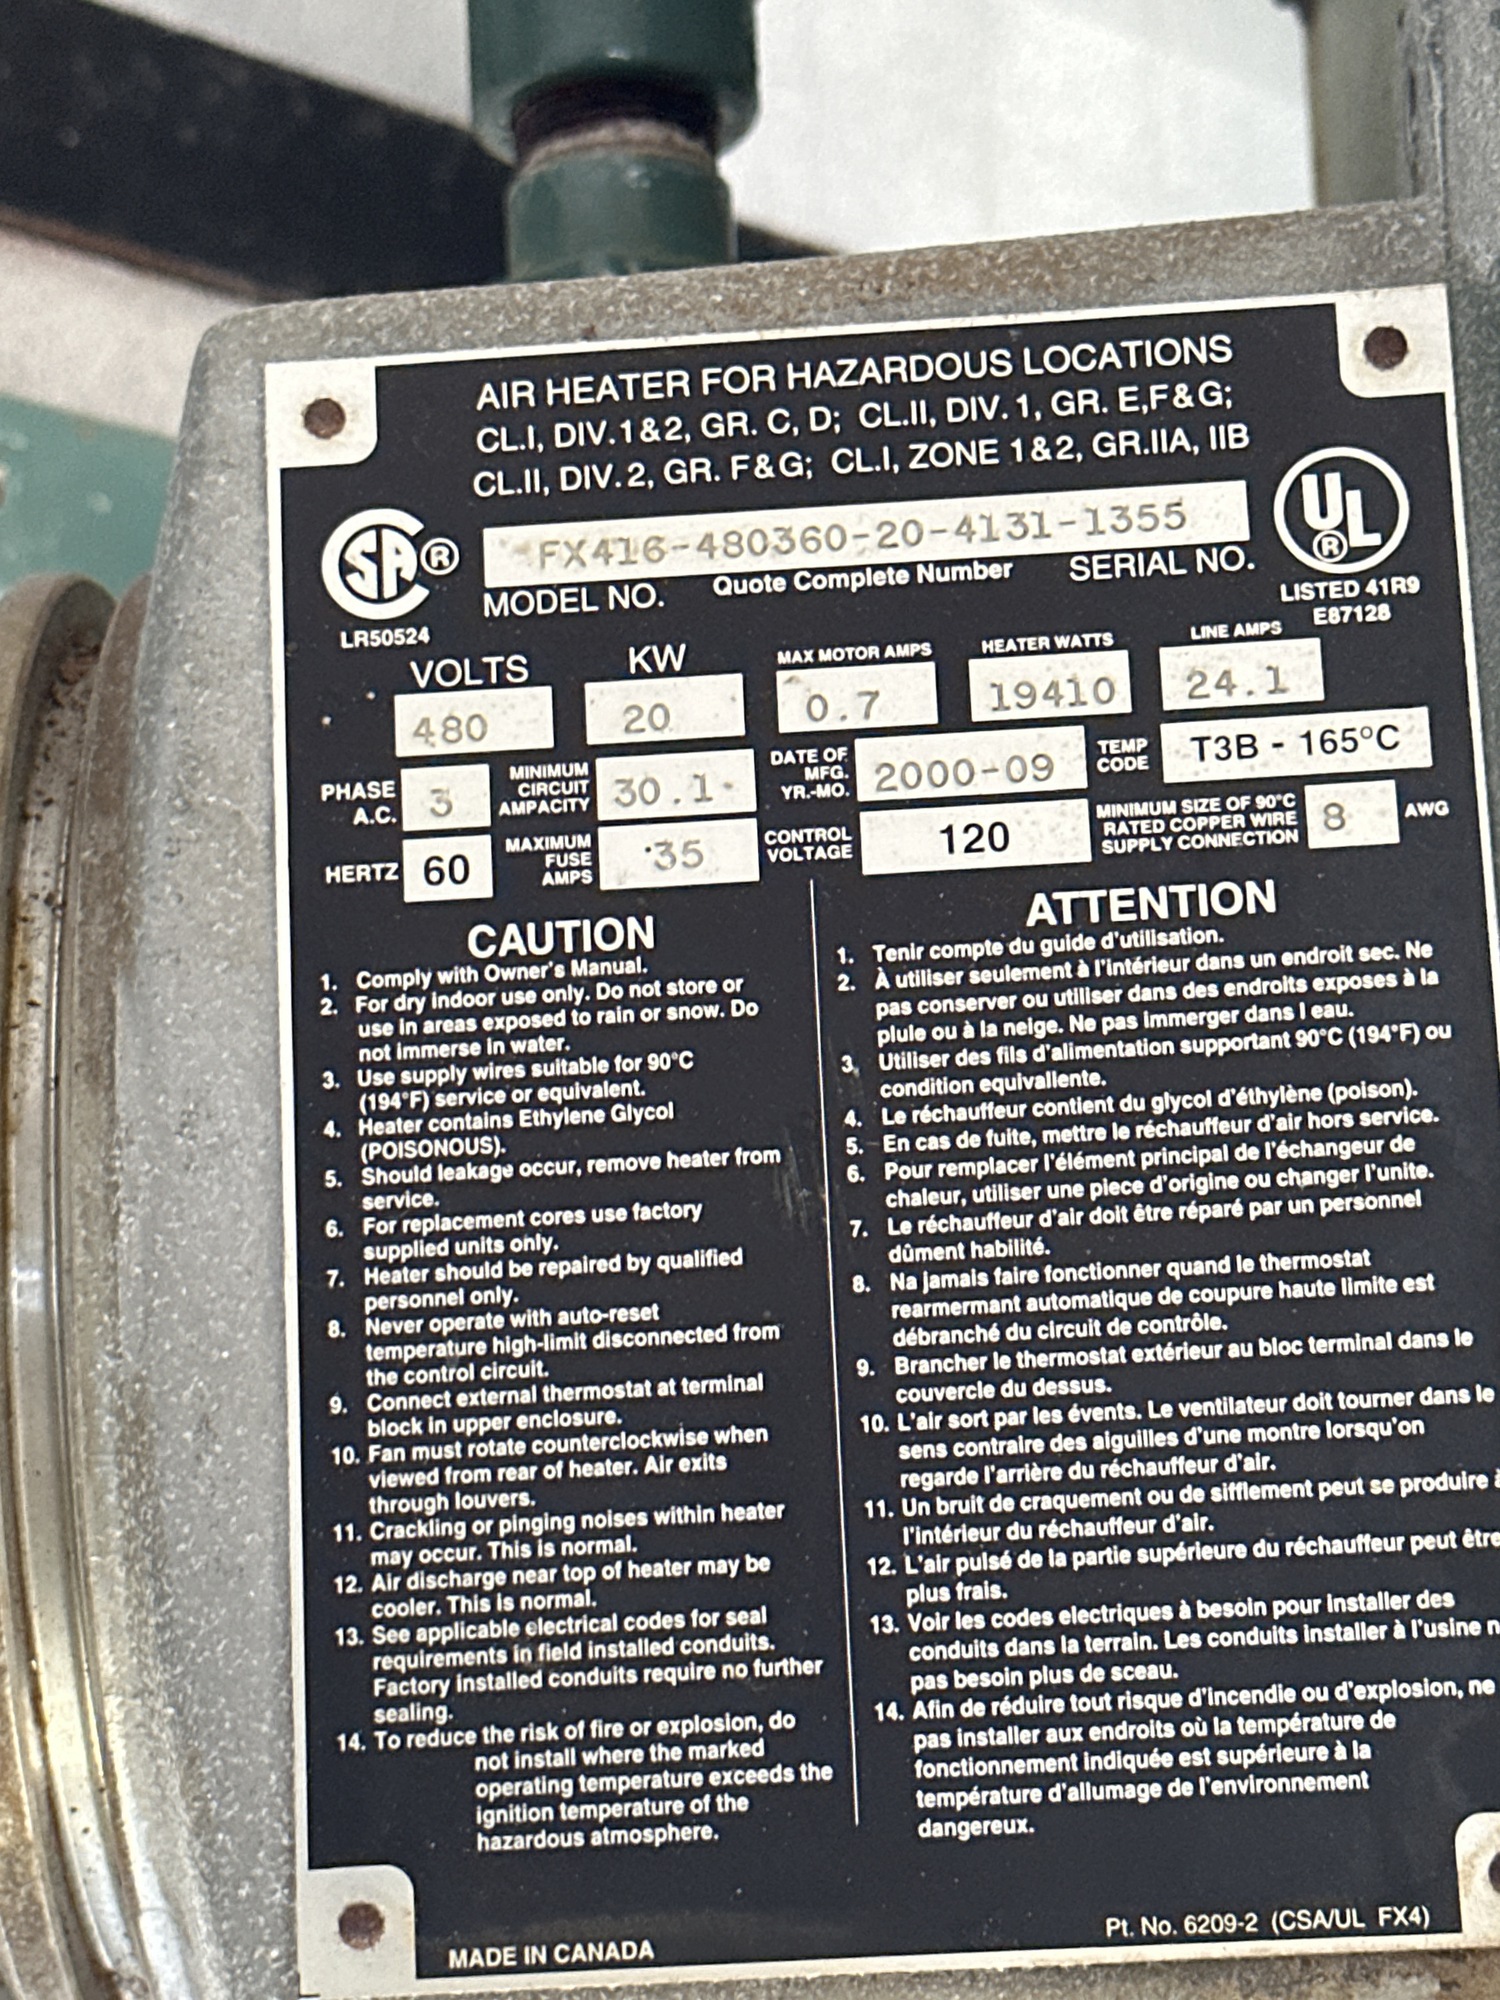 AIR HEATER FOR HAZARDOUS LOCATIONS
CL.I, DIV.1&2, GR. C, D; CL.II, DIV. 1, GR. E,F&G;
CL.II, DIV. 2, GR. F&G; CL.I, ZONE 1&2, GR.IIA, IIB
SA ®
LR50524
FX416-480360-20-4131-1355
MODEL NO. Quote Complete Number SERIAL NO.
UL ®
LISTED 41R9
E87128
VOLTS KW MAX MOTOR AMPS HEATER WATTS LINE AMPS
480 20 0.7 19410 24.1
PHASE
A.C.
3
MINIMUM
CIRCUIT
AMPACITY
30.1
DATE OF
MFG.
YR.-MO.
2000-09
TEMP
CODE
T3B - 165°C
HERTZ
60
MAXIMUM
FUSE
AMPS
35
CONTROL
VOLTAGE
120
MINIMUM SIZE OF 90°C
RATED COPPER WIRE
SUPPLY CONNECTION
8
AWG
CAUTION
1. Comply with Owner's Manual.
2. For dry indoor use only. Do not store or
use in areas exposed to rain or snow. Do
not immerse in water.
3. Use supply wires suitable for 90°C
(194°F) service or equivalent.
4. Heater contains Ethylene Glycol
(POISONOUS).
5. Should leakage occur, remove heater from
service.
6. For replacement cores use factory
supplied units only.
7. Heater should be repaired by qualified
personnel only.
8. Never operate with auto-reset
temperature high-limit disconnected from
the control circuit.
9. Connect external thermostat at terminal
block in upper enclosure.
10. Fan must rotate counterclockwise when
viewed from rear of heater. Air exits
through louvers.
11. Crackling or pinging noises within heater
may occur. This is normal.
12. Air discharge near top of heater may be
cooler. This is normal.
13. See applicable electrical codes for seal
requirements in field installed conduits.
Factory installed conduits require no further
sealing.
14. To reduce the risk of fire or explosion, do
not install where the marked
operating temperature exceeds the
ignition temperature of the
hazardous atmosphere.
ATTENTION
1. Tenir compte du guide d'utilisation.
2. À utiliser seulement à l'intérieur dans un endroit sec. Ne
pas conserver ou utiliser dans des endroits exposes à la
pluie ou à la neige. Ne pas immerger dans l eau.
3. Utiliser des fils d'alimentation supportant 90°C (194°F) ou
condition equivallente.
4. Le réchauffeur contient du glycol d'éthylène (poison).
5. En cas de fuite, mettre le réchauffeur d'air hors service.
6. Pour remplacer l'élément principal de l'échangeur de
chaleur, utiliser une piece d'origine ou changer l'unite.
7. Le réchauffeur d'air doit être réparé par un personnel
dûment habilité.
8. Na jamais faire fonctionner quand le thermostat
rearmermant automatique de coupure haute limite est
débranché du circuit de contrôle.
9. Brancher le thermostat extérieur au bloc terminal dans le
couvercle du dessus.
10. L'air sort par les évents. Le ventilateur doit tourner dans le
sens contraire des aiguilles d'une montre lorsqu'on
regarde l'arrière du réchauffeur d'air.
11. Un bruit de craquement ou de sifflement peut se produire à
l'intérieur du réchauffeur d'air.
12. L'air pulsé de la partie supérieure du réchauffeur peut être
plus frais.
13. Voir les codes electriques à besoin pour installer des
conduits dans la terrain. Les conduits installer à l'usine n
pas besoin plus de sceau.
14. Afin de réduire tout risque d'incendie ou d'explosion, ne
pas installer aux endroits où la température de
fonctionnement indiquée est supérieure à la
température d'allumage de l'environnement
dangereux.
MADE IN CANADA
Pt. No. 6209-2 (CSA/UL FX4)